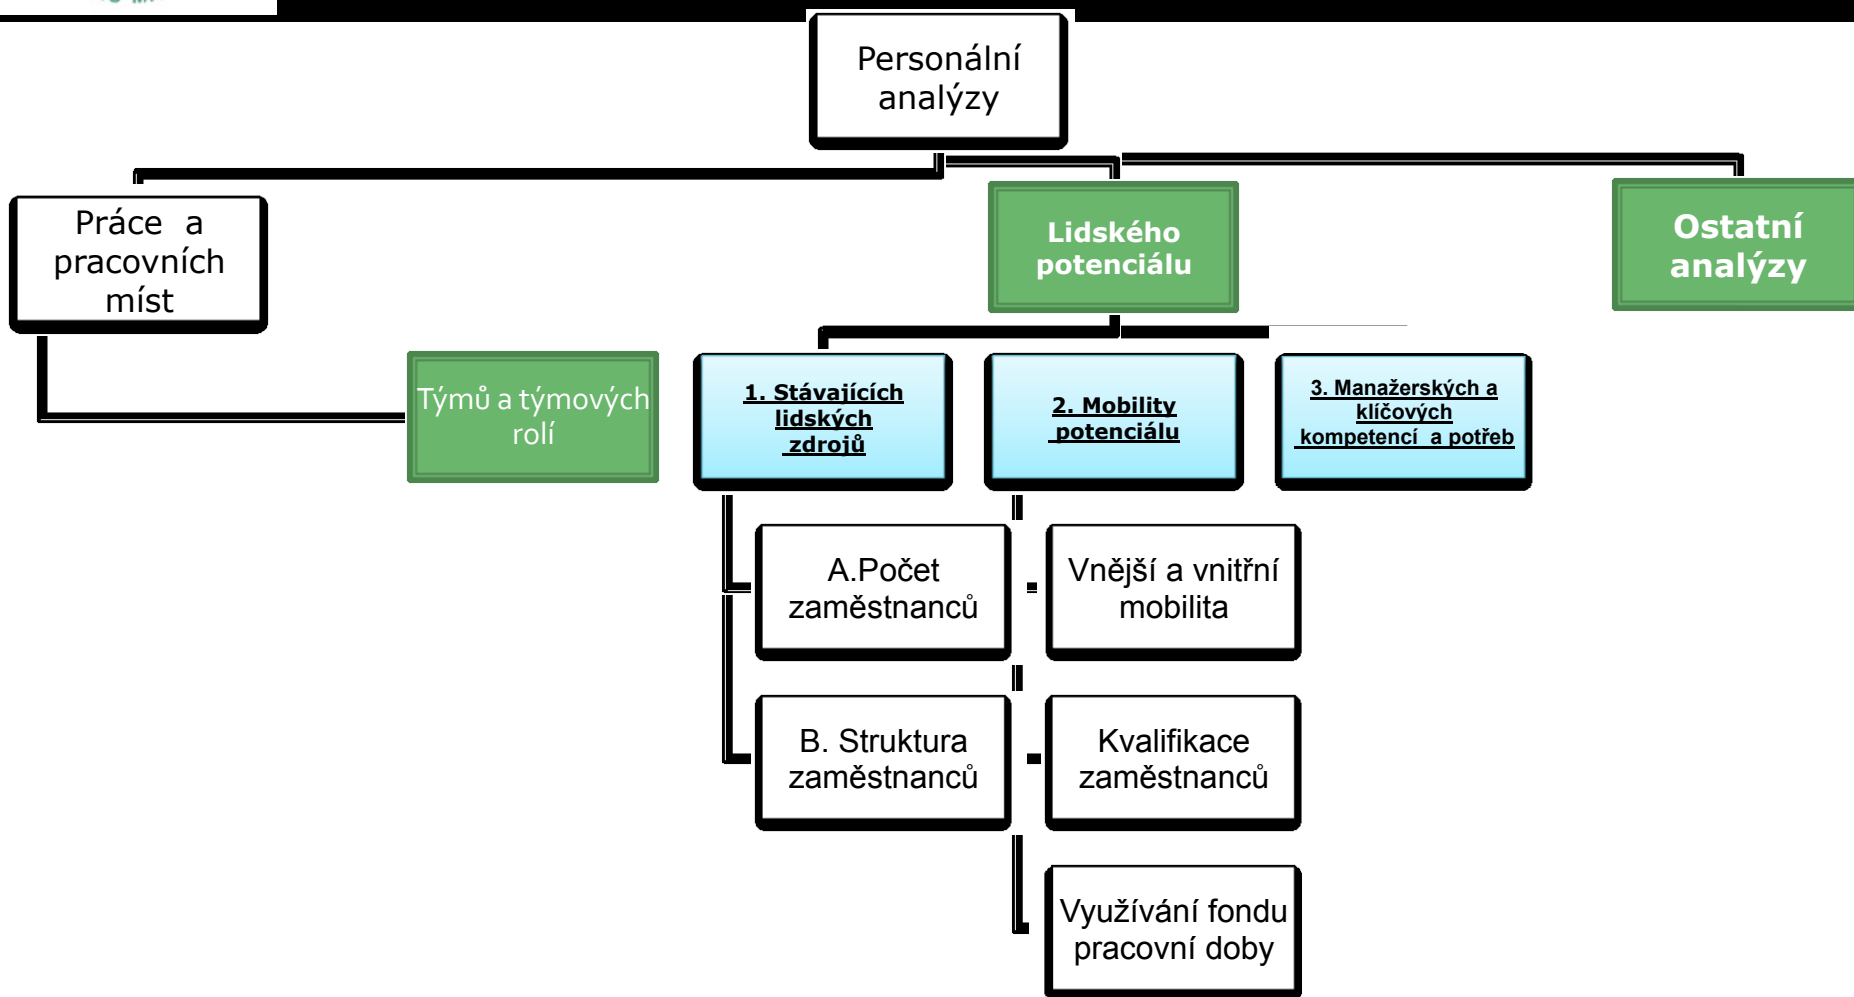 Personální
analýzy
Práce a
pracovních
míst
Lidského
potenciálu
Ostatní
analýzy
Týmů a týmových
rolí
1. Stávajících
lidských
zdrojů
2. Mobility
potenciálu
3. Manažerských a
klíčových
kompetencí a potřeb
A.Počet
zaměstnanců
Vnější a vnitřní
mobilita
B. Struktura
zaměstnanců
Kvalifikace
zaměstnanců
Využívání fondu
pracovní doby